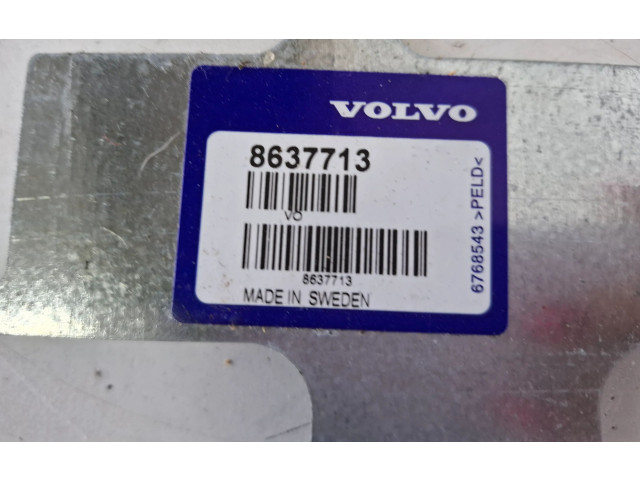 VOLVO
8637713
VO
8637713
MADE IN SWEDEN
6768543 >PELD<